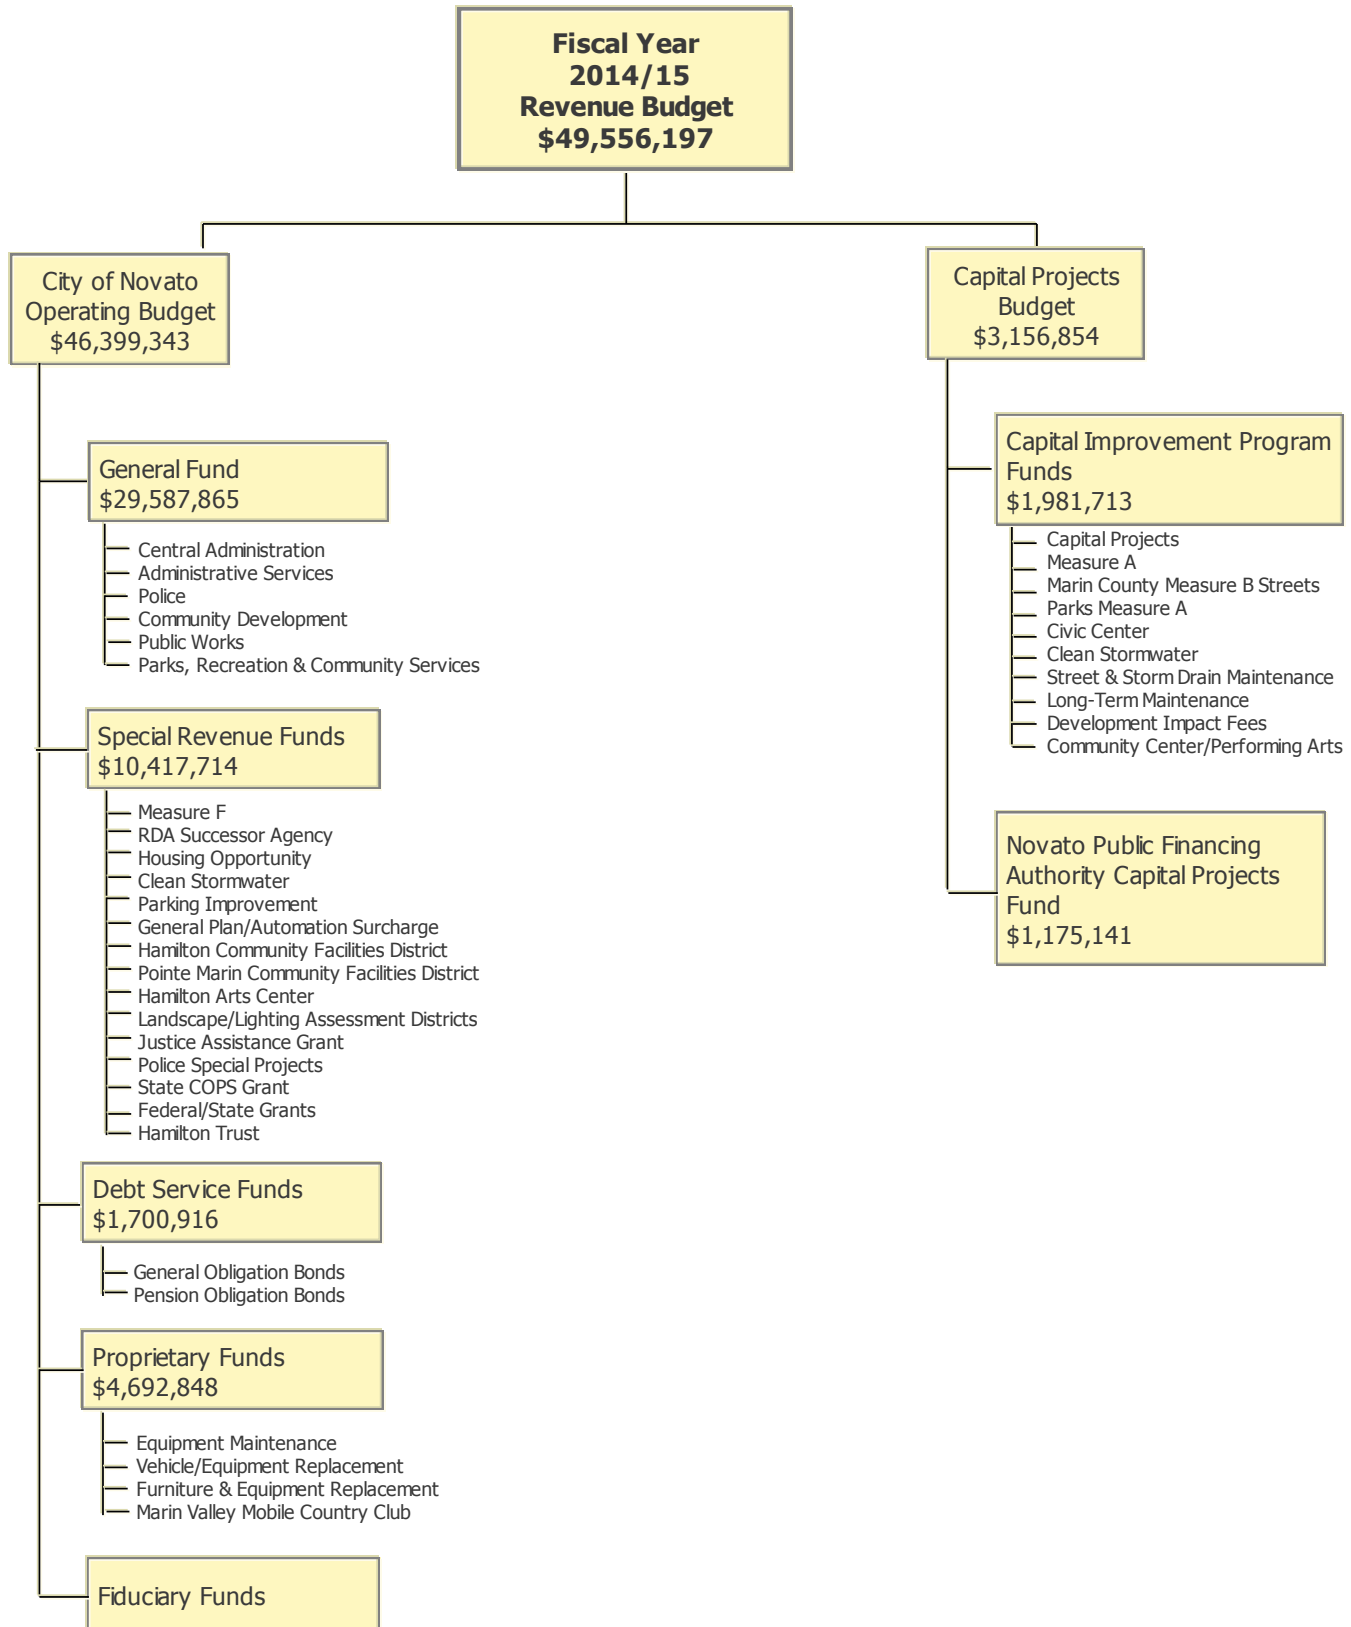 Fiscal Year
2014/15
Revenue Budget
$49,556,197
City of Novato
Operating Budget
$46,399,343
General Fund
$29,587,865
Central Administration
Administrative Services
Police
Community Development
Public Works
Parks, Recreation & Community Services
Special Revenue Funds
$10,417,714
Measure F
RDA Successor Agency
Housing Opportunity
Clean Stormwater
Parking Improvement
General Plan/Automation Surcharge
Hamilton Community Facilities District
Pointe Marin Community Facilities District
Hamilton Arts Center
Landscape/Lighting Assessment Districts
Justice Assistance Grant
Police Special Projects
State COPS Grant
Federal/State Grants
Hamilton Trust
Debt Service Funds
$1,700,916
General Obligation Bonds
Pension Obligation Bonds
Proprietary Funds
$4,692,848
Equipment Maintenance
Vehicle/Equipment Replacement
Furniture & Equipment Replacement
Marin Valley Mobile Country Club
Fiduciary Funds
Capital Projects
Budget
$3,156,854
Capital Improvement Program
Funds
$1,981,713
Capital Projects
Measure A
Marin County Measure B Streets
Parks Measure A
Civic Center
Clean Stormwater
Street & Storm Drain Maintenance
Long-Term Maintenance
Development Impact Fees
Community Center/Performing Arts
Novato Public Financing
Authority Capital Projects
Fund
$1,175,141